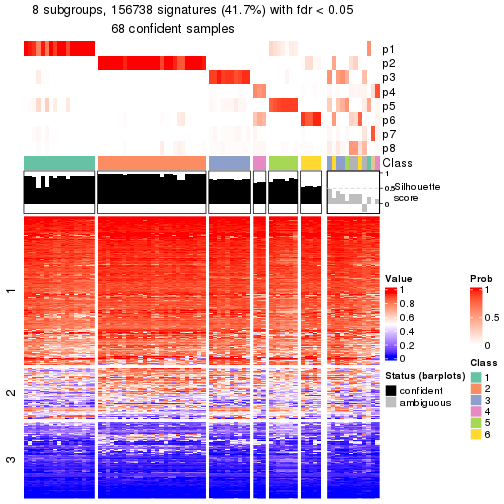 8 subgroups, 156738 signatures (41.7%) with fdr < 0.05
68 confident samples
p1
p2
p3
p4
p5
p6
p7
p8
Class
1
0.5
0
Silhouette
score
1
2
3
Value
1
0.8
0.6
0.4
0.2
0
Prob
1
0.5
0
Status (barplots)
confident
ambiguous
Class
1
2
3
4
5
6